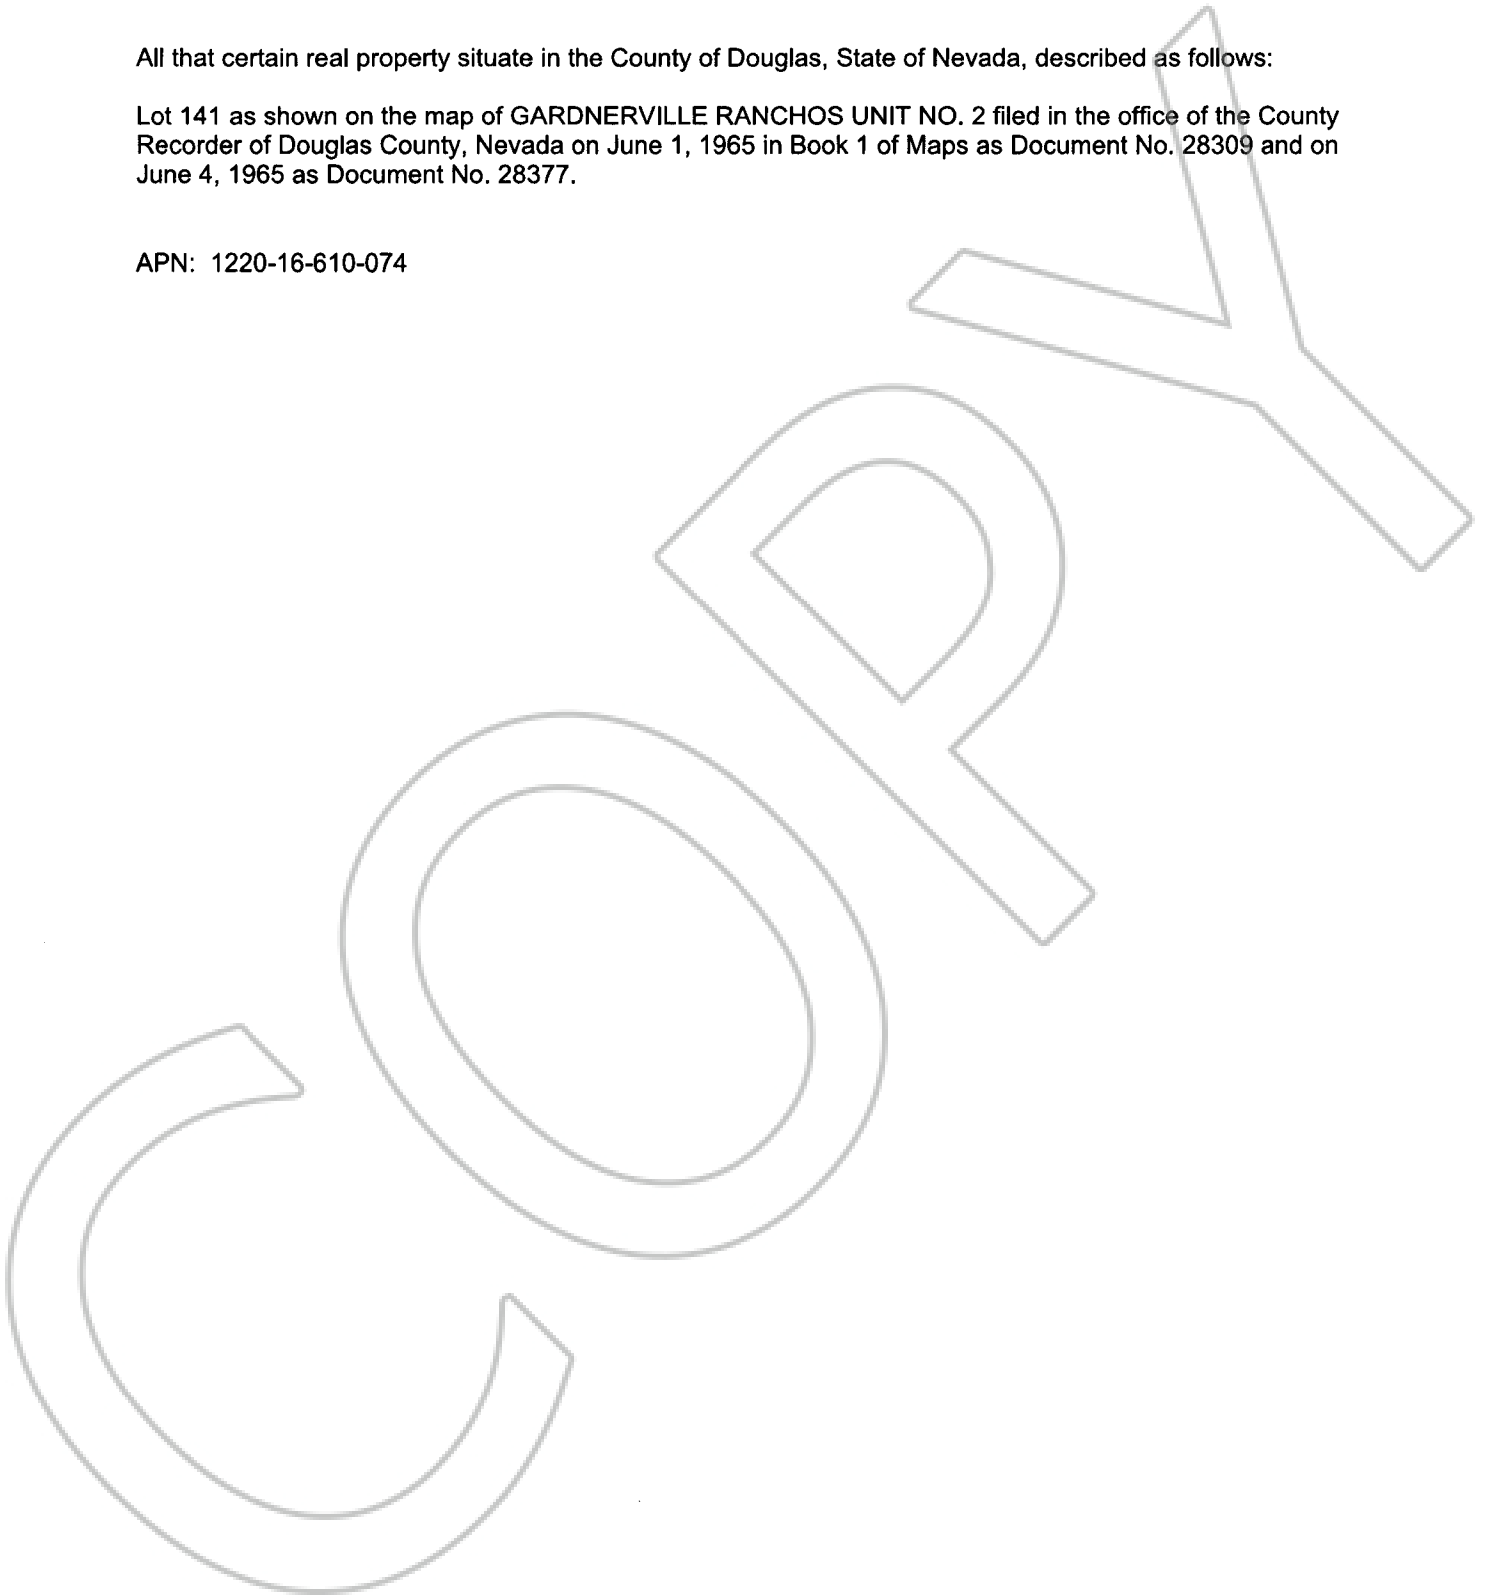 All that certain real property situate in the County of Douglas, State of Nevada, described as follows:
Lot 141 as shown on the map of GARDNERVILLE RANCHOS UNIT NO. 2 filed in the office of the County
Recorder of Douglas County, Nevada on June 1, 1965 in Book 1 of Maps as Document No. 28309 and on
June 4, 1965 as Document No. 28377.
APN: 1220-16-610-074
COPY